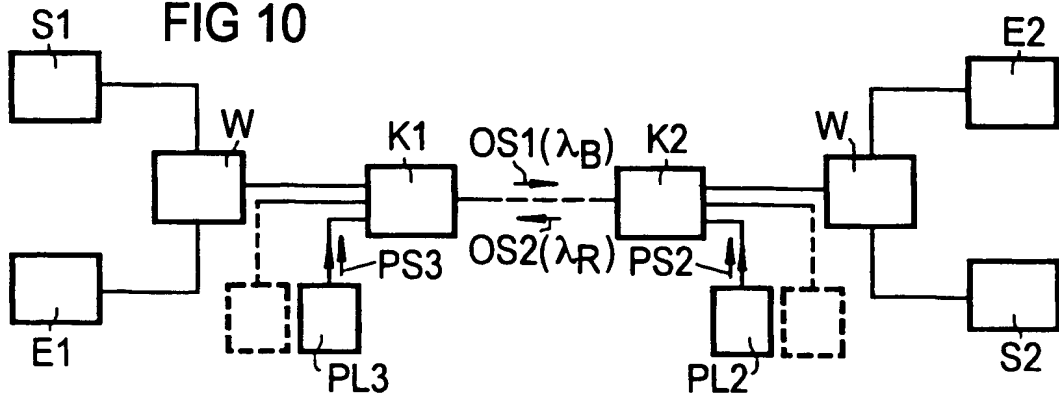 FIG 10
S1
E2
W
K1
OS1(λB)
K2
W
OS2(λR)
PS3
PS2
E1
PL3
PL2
S2